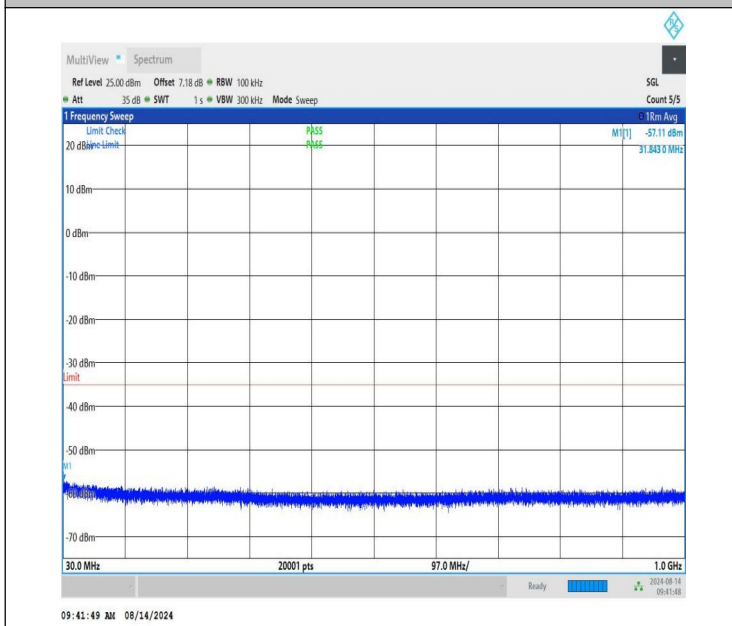 MultiView Spectrum
Ref Level 25.00 dBm Offset 7.18 dB RBW 100 kHz SGL
Att 35 dB SWT 1 s VBW 300 kHz Mode Sweep Count 5/5
1 Frequency Sweep 1Rm Avg
Limit Check PASS M1[1] -57.11 dBm
20 dBm Line Limit PASS 31.843 0 MHz
10 dBm
0 dBm
-10 dBm
-20 dBm
-30 dBm
Limit
-40 dBm
-50 dBm
M1
-60 dBm
-70 dBm
30.0 MHz 20001 pts 97.0 MHz/ 1.0 GHz
Ready 2024-08-14
09:41:48
09:41:49 AM 08/14/2024